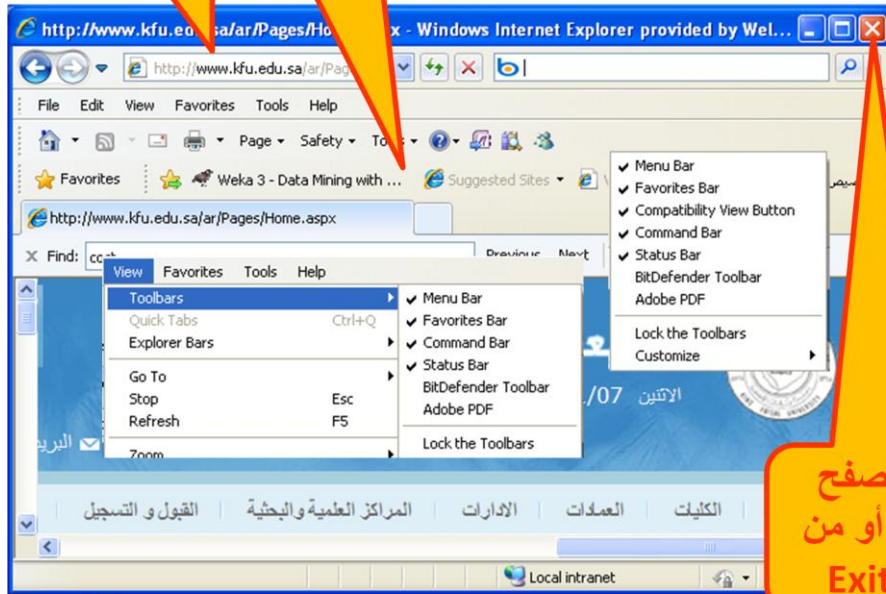 http://www.kfu.ed sa/ar/Pages/Ho x - Windows Internet Explorer provided by Wel...
http://www.kfu.edu.sa/ar/Pag
File Edit View Favorites Tools Help
Page Safety To
Favorites Weka 3 - Data Mining with ... Suggested Sites
http://www.kfu.edu.sa/ar/Pages/Home.aspx
Find: Previous Next
Menu Bar
Favorites Bar
Compatibility View Button
Command Bar
Status Bar
BitDefender Toolbar
Adobe PDF
Lock the Toolbars
Customize
View Favorites Tools Help
Toolbars
Quick Tabs Ctrl+Q
Explorer Bars
Go To
Stop Esc
Refresh F5
Zoom
Menu Bar
Favorites Bar
Command Bar
Status Bar
BitDefender Toolbar
Adobe PDF
Lock the Toolbars
الاثنين 07/
القبول و التسجيل | المراكز العلمية والبحثية | الادارات | العمادات | الكليات
صفح
أو من
Exit
Local intranet